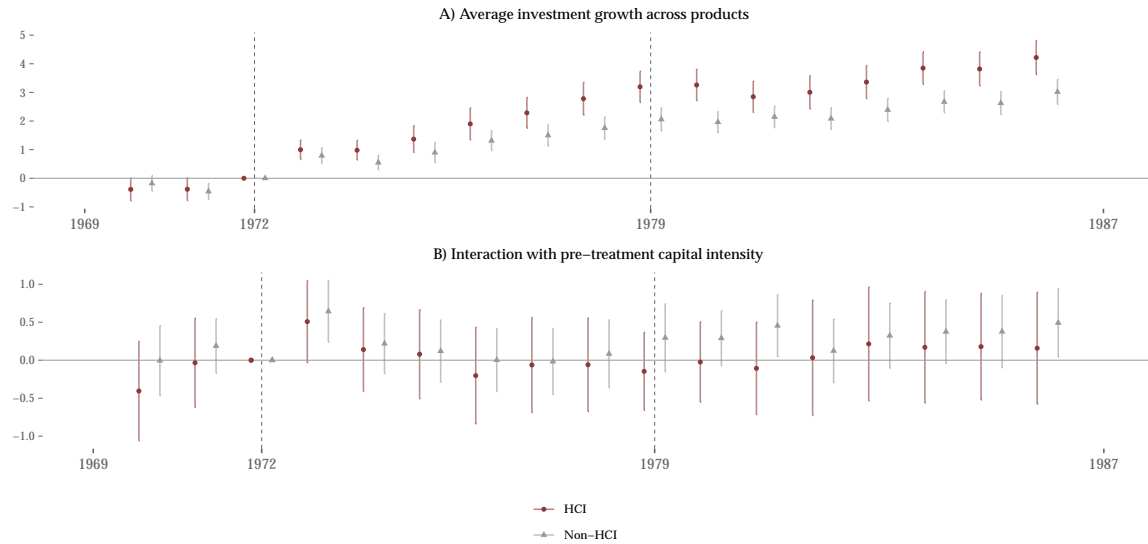 A) Average investment growth across products
5
4
3
2
1
0
−1
1969 1972 1979 1987
B) Interaction with pre−treatment capital intensity
1.0
0.5
0.0
−0.5
−1.0
1969 1972 1979 1987
HCI
Non−HCI